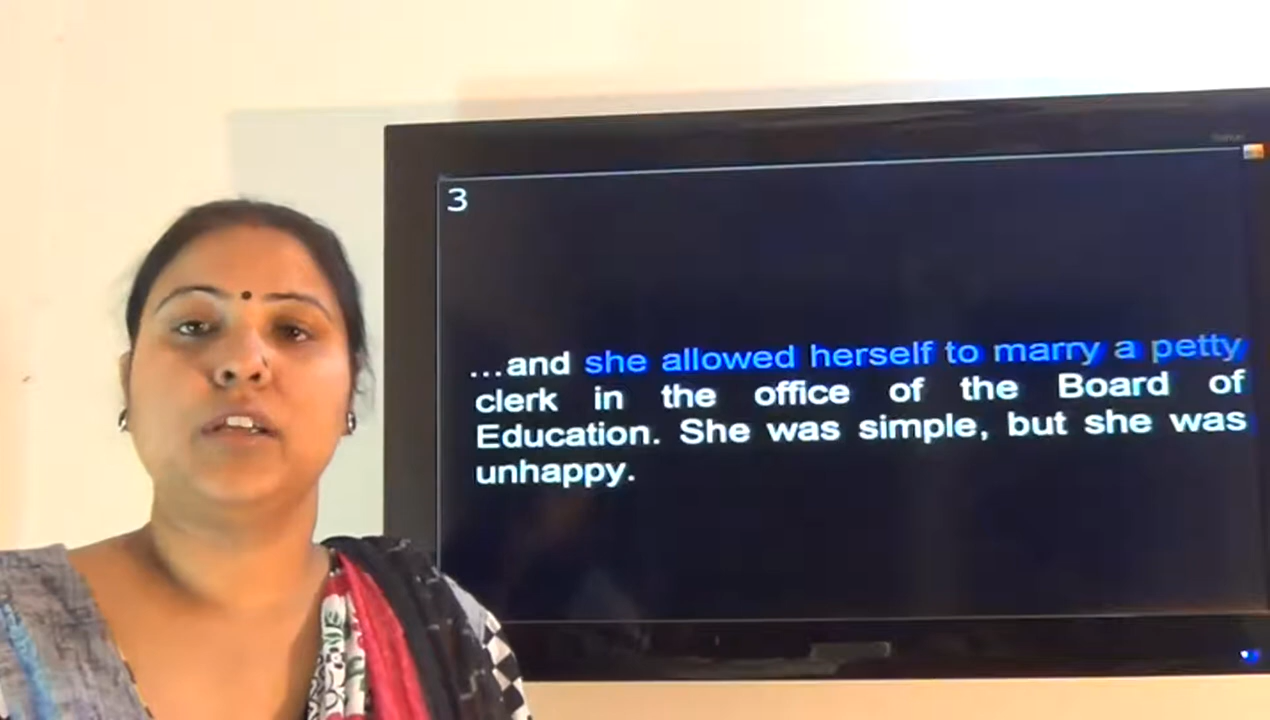 3
...and she allowed herself to marry a petty
clerk in the office of the Board of
Education. She was simple, but she was
unhappy.